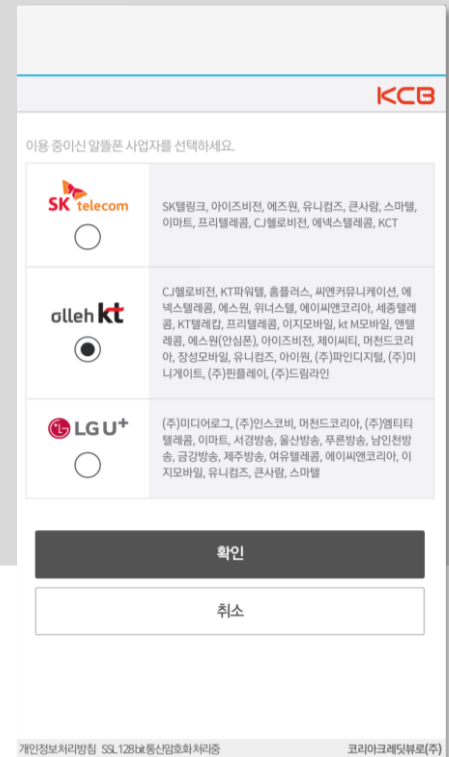 KCB
이용 중이신 알뜰폰 사업자를 선택하세요.
SK telecom
SK텔링크, 아이즈비전, 에즈원, 유니컴즈, 큰사람, 스마텔,
이마트, 프리텔레콤, CJ헬로비전, 에넥스텔레콤, KCT
olleh kt
CJ헬로비전, KT파워텔, 홈플러스, 씨엔커뮤니케이션, 에
넥스텔레콤, 에스원, 위너스텔, 에이씨앤코리아, 세종텔레
콤, KT텔레캅, 프리텔레콤, 이지모바일, kt M모바일, 앤텔
레콤, 에스원(안심폰), 아이즈비전, 제이씨티, 머천드코리
아, 장성모바일, 유니컴즈, 아이원, (주)파인디지털, (주)미
니게이트, (주)핀플레이, (주)드림라인
LG U+
(주)미디어로그, (주)인스코비, 머천드코리아, (주)엠티티
텔레콤, 이마트, 서경방송, 울산방송, 푸른방송, 남인천방
송, 금강방송, 제주방송, 여유텔레콤, 에이씨앤코리아, 이
지모바일, 유니컴즈, 큰사람, 스마텔
확인
취소
개인정보처리방침 SSL 128bit통신암호화처리중 코리아크레딧뷰로(주)